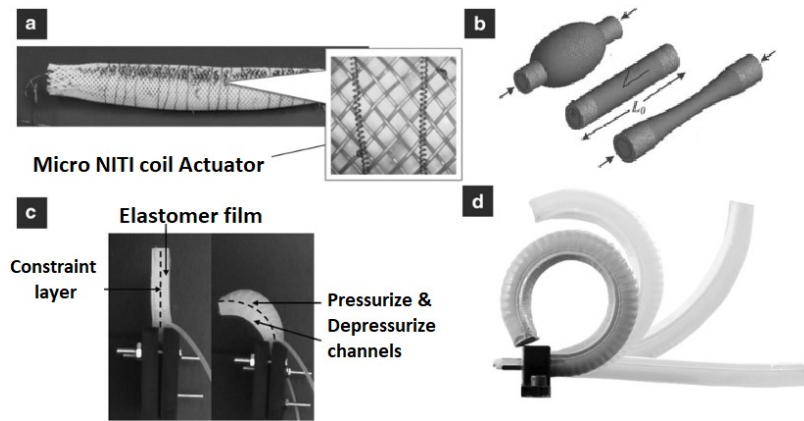 a
Micro NITI coil Actuator
b
L₀
c
Elastomer film
Constraint
layer
Pressurize &
Depressurize
channels
d